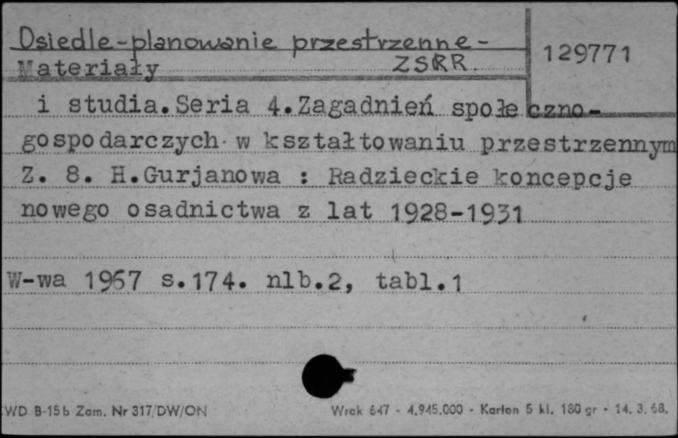 Osiedle-planowanie przestrzenne-
ZSRR
129771
Materiały
i studia.Seria 4.Zagadnień społeczno-
gospodarczych w kształtowaniu przestrzennym
Z. 8. H.Gurjanowa : Radzieckie koncepcje
nowego osadnictwa z lat 1928-1931
W-wa 1967 s.174. nlb.2, tabl.1
WD B-15b Zam. Nr 317/DW/ON
Wrak 647 - 4.945.000 - Karton 5 kl. 180 gr - 14. 3. 68.